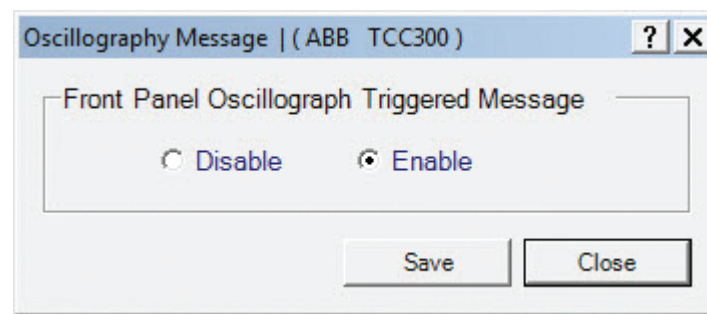 Oscillography Message | ( ABB TCC300 )
? X
Front Panel Oscillograph Triggered Message
Disable Enable
Save Close